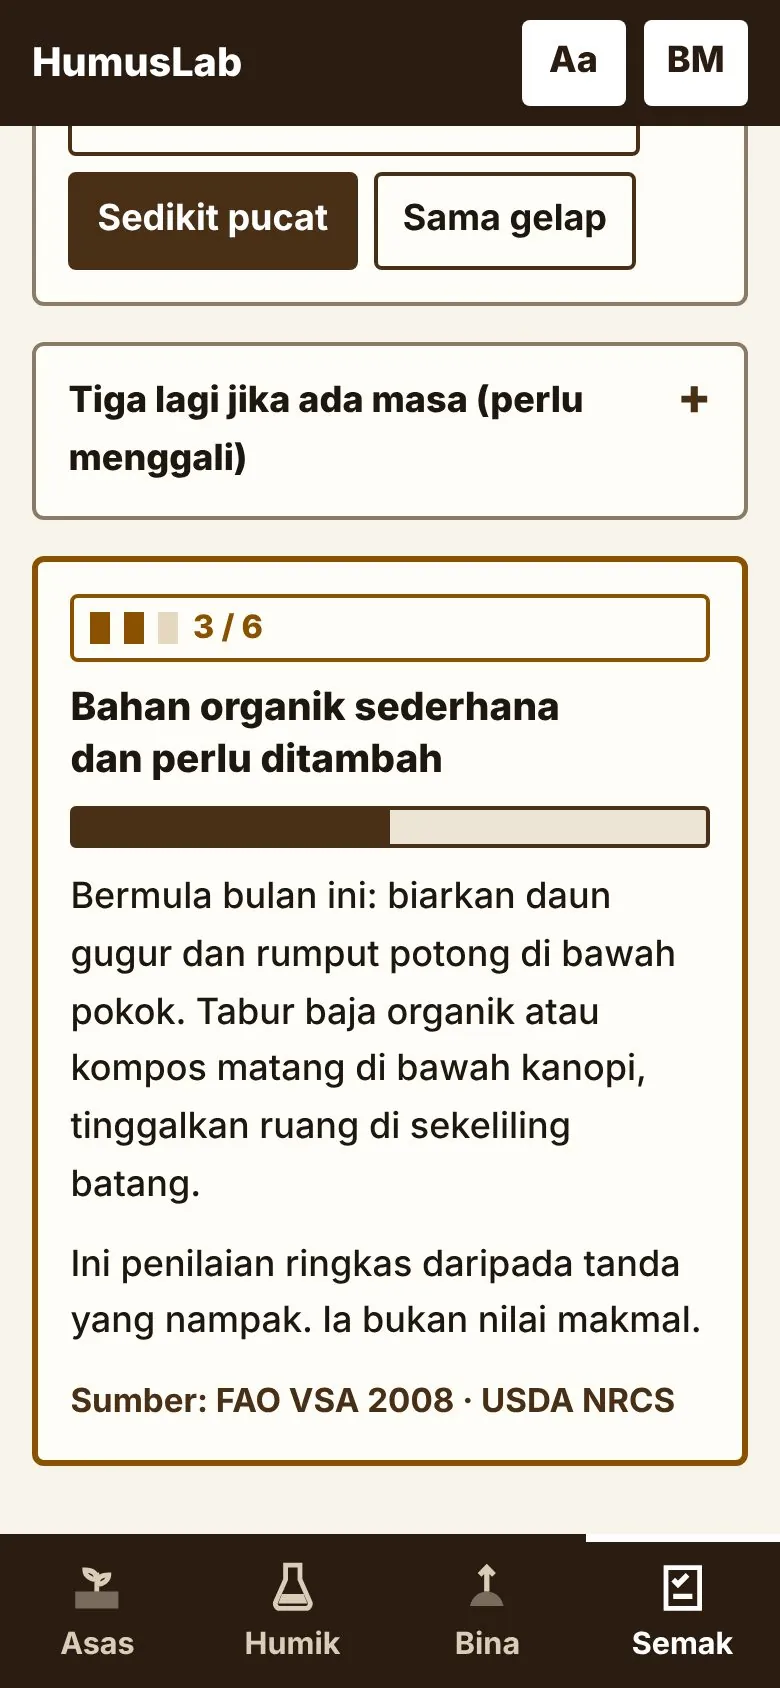 HumusLab
Aa
BM
Sedikit pucat
Sama gelap
Tiga lagi jika ada masa (perlu
menggali)
+
3 / 6
Bahan organik sederhana
dan perlu ditambah
Bermula bulan ini: biarkan daun
gugur dan rumput potong di bawah
pokok. Tabur baja organik atau
kompos matang di bawah kanopi,
tinggalkan ruang di sekeliling
batang.
Ini penilaian ringkas daripada tanda
yang nampak. Ia bukan nilai makmal.
Sumber: FAO VSA 2008 · USDA NRCS
Asas
Humik
Bina
Semak